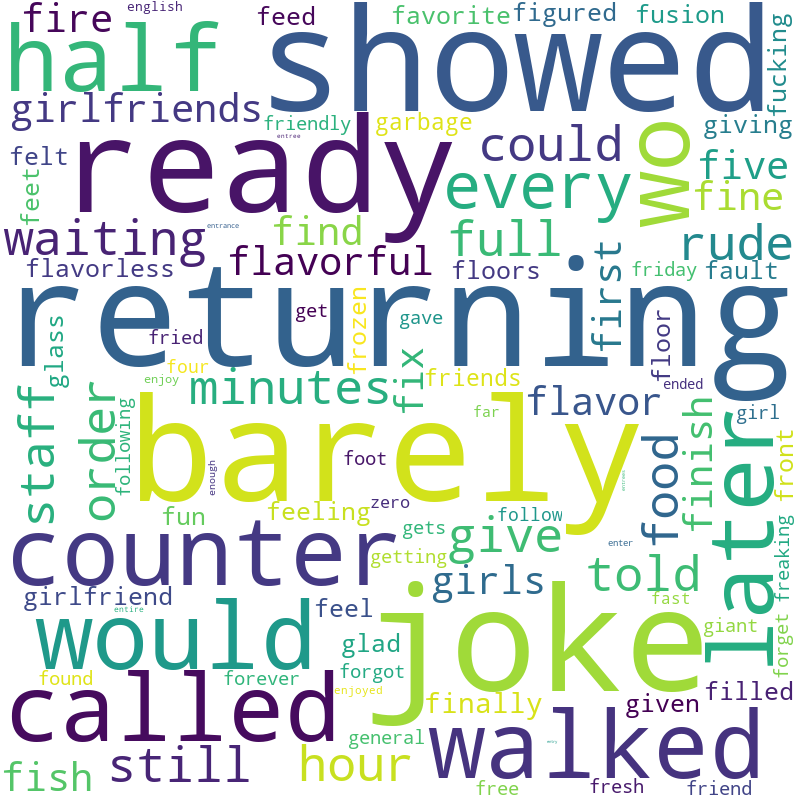 fire
english
feed
favorite
figured
fusion
fucking
half
showed
girlfriends
friendly
garbage
giving
entree
ready
could
wo
felt
feet
every
five
fine
waiting
entrance
find
full
rude
flavorless
flavorful
floors
first
friday
fault
returning
glass
get
frozen
gave
floor
fried
four
enjoy
minutes
fix
friends
ended
staff
order
following
barely
far
flavor
girl
later
foot
enough
food
finish
front
zero
fun
feeling
follow
counter
gets
give
enter
getting
girls
told
freaking
girlfriend
entire
feel
fast
forget
would
glad
giant
joke
found
forever
forgot
enjoyed
called
finally
given
filled
general
walked
fish
still
hour
free
fresh
friend